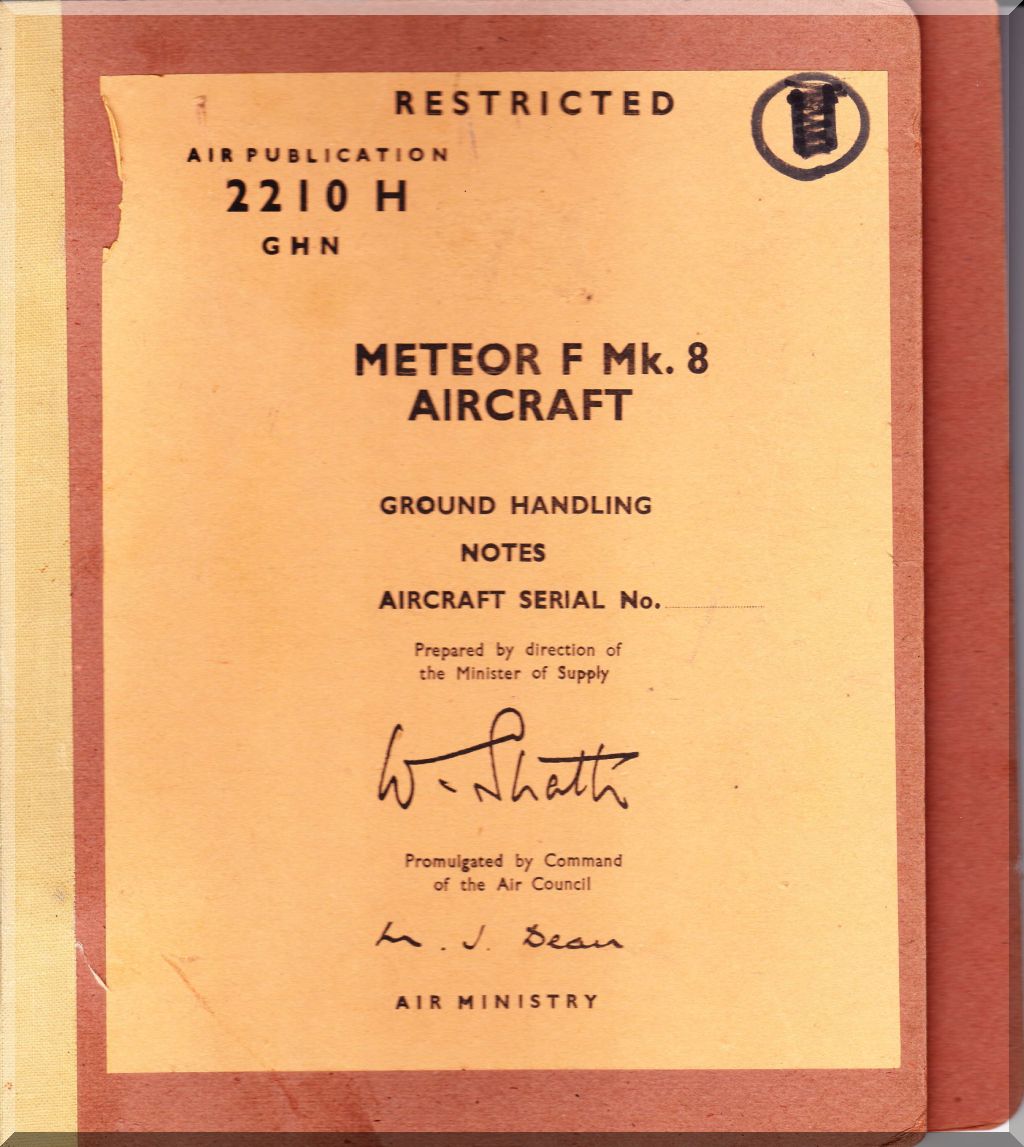 RESTRICTED
AIR PUBLICATION
2210 H
GHN
METEOR F Mk. 8
AIRCRAFT
GROUND HANDLING
NOTES
AIRCRAFT SERIAL No.
Prepared by direction of
the Minister of Supply
Promulgated by Command
of the Air Council
J. Dean
AIR MINISTRY